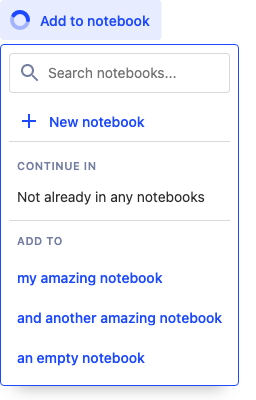 Add to notebook
Search notebooks...
New notebook
CONTINUE IN
Not already in any notebooks
ADD TO
my amazing notebook
and another amazing notebook
an empty notebook